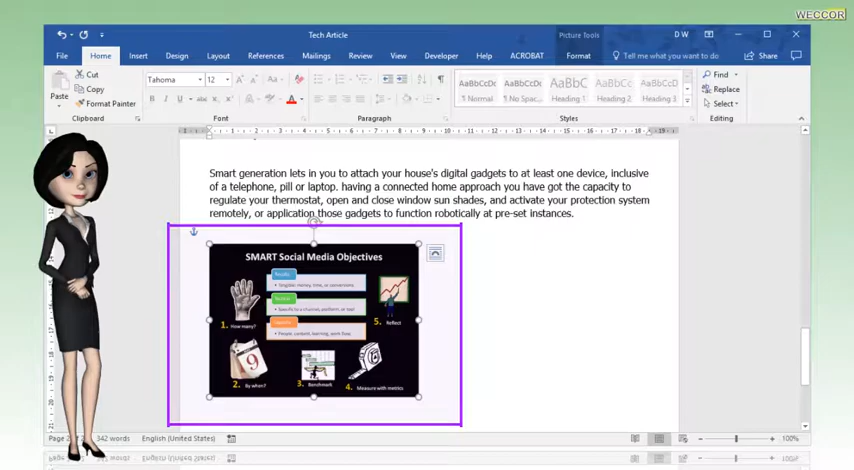 WECCOR
Tech Article
Picture Tools
D W
File
Home
Insert
Design
Layout
References
Mailings
Review
View
Developer
Help
ACROBAT
Format
Tell me what you want to do
Share
Paste
Cut
Copy
Format Painter
Clipboard
Tahoma
12
Font
Paragraph
AaBbCcDc
AaBbCcDc
AaBbC
AaBbCcC
AaBbCcD
¶ Normal
¶ No Spac...
Heading 1
Heading 2
Heading 3
Styles
Find
Replace
Select
Editing
Smart generation lets in you to attach your house's digital gadgets to at least one device, inclusive
of a telephone, pill or laptop. having a connected home approach you have got the capacity to
regulate your thermostat, open and close window sun shades, and activate your protection system
remotely, or application those gadgets to function robotically at pre-set instances.
SMART Social Media Objectives
1. How many?
5. Reflect
9
2. By when?
3. Benchmark
4. Measure with metrics
342 words
English (United States)
100%